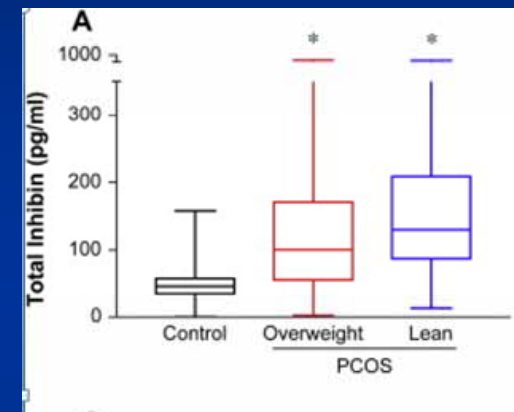 A
* *
1000
300
200
100
0
Total Inhibin (pg/ml)
Control Overweight Lean
PCOS